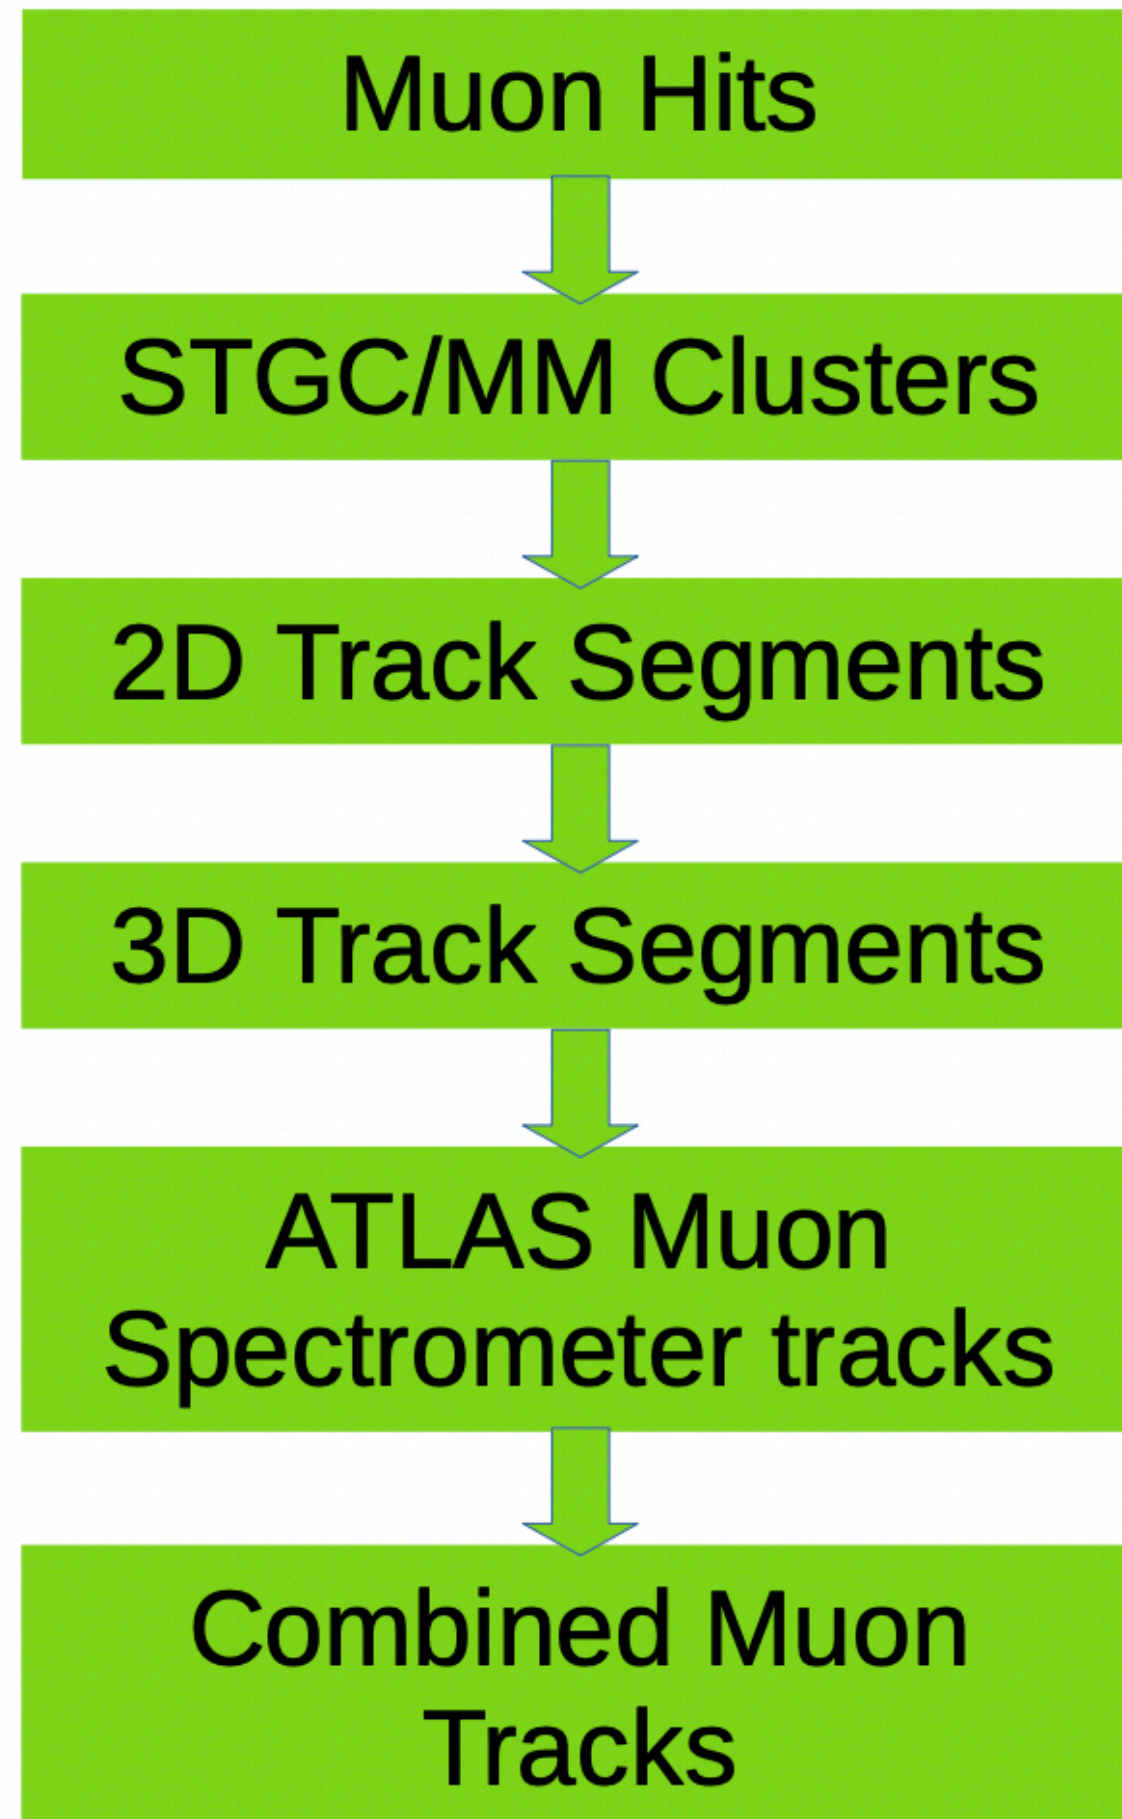 Muon Hits
STGC/MM Clusters
2D Track Segments
3D Track Segments
ATLAS Muon
Spectrometer tracks
Combined Muon
Tracks